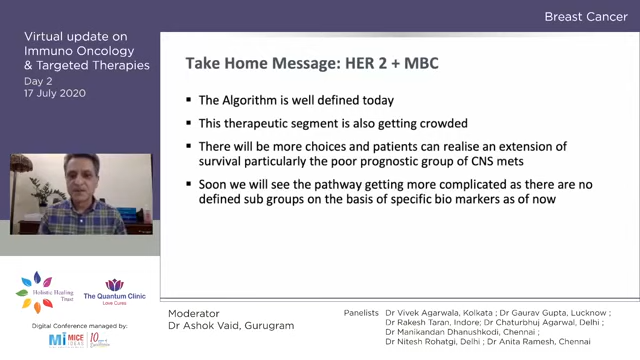 Breast Cancer
Virtual update on
Immuno Oncology
& Targeted Therapies
Day 2
17 July 2020
Take Home Message: HER 2 + MBC
The Algorithm is well defined today
This therapeutic segment is also getting crowded
There will be more choices and patients can realise an extension of
survival particularly the poor prognostic group of CNS mets
Soon we will see the pathway getting more complicated as there are no
defined sub groups on the basis of specific bio markers as of now
Holistic Healing
Trust
The Quantum Clinic
Love Cures
Digital Conference managed by:
Mi MICE
Moderator
Dr Ashok Vaid, Gurugram
Panelists
Dr Vivek Agarwala, Kolkata ; Dr Gaurav Gupta, Lucknow ;
Dr Rakesh Taran, Indore; Dr Chaturbhuj Agarwal, Delhi ;
Dr Manikandan Dhanushkodi, Chennai ;
Dr Nitesh Rohatgi, Delhi ; Dr Anita Ramesh, Chennai